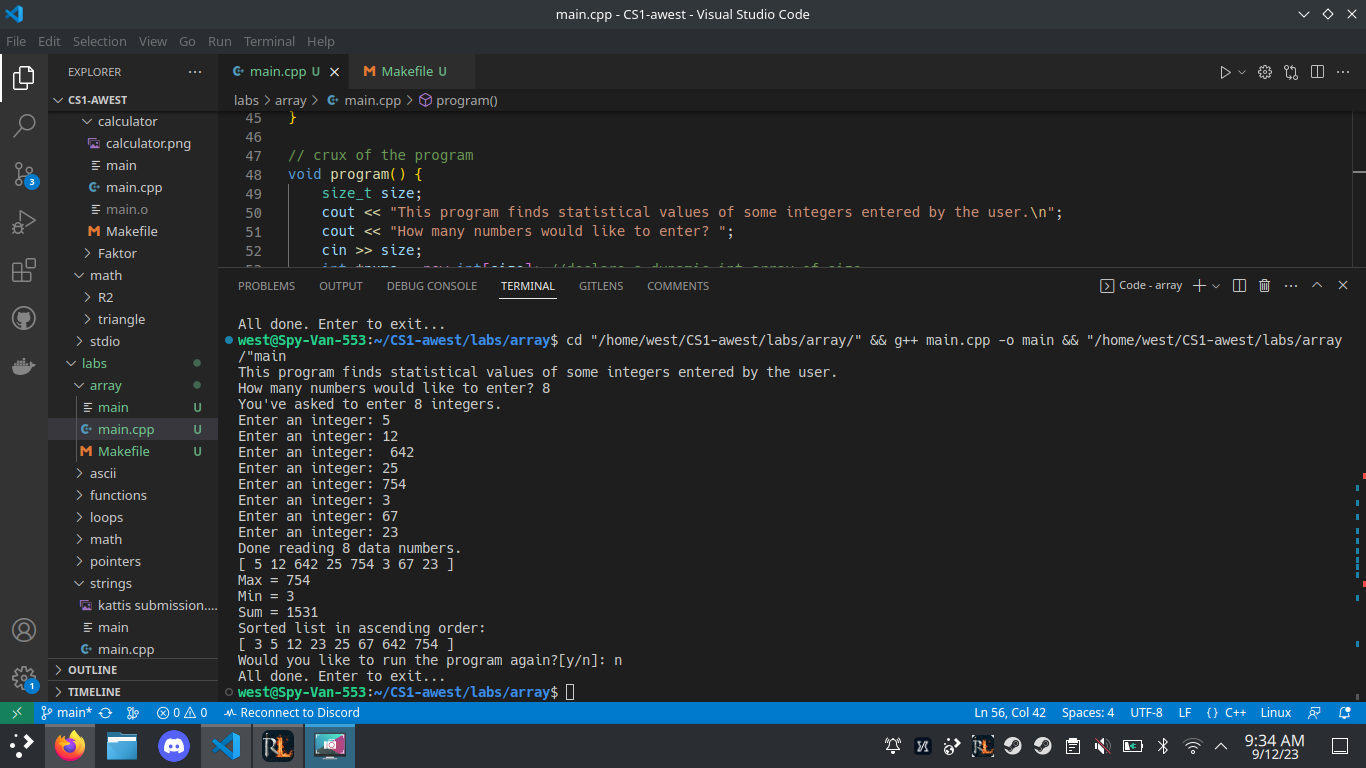 main.cpp - CS1-awest - Visual Studio Code
File Edit Selection View Go Run Terminal Help
EXPLORER
CS1-AWEST
calculator
calculator.png
main
main.cpp
main.o
Makefile
Faktor
math
R2
triangle
stdio
labs
array
main U
main.cpp U
Makefile U
ascii
functions
loops
math
pointers
strings
kattis submission....
main
main.cpp
OUTLINE
TIMELINE
3
1
main.cpp U
Makefile U
labs > array > main.cpp > program()
45 }
46
47 // crux of the program
48 void program() {
49 size_t size;
50 cout << "This program finds statistical values of some integers entered by the user.\n";
51 cout << "How many numbers would like to enter? ";
52 cin >> size;
PROBLEMS OUTPUT DEBUG CONSOLE TERMINAL GITLENS COMMENTS
Code - array
All done. Enter to exit...
west@Spy-Van-553:~/CS1-awest/labs/array$ cd "/home/west/CS1-awest/labs/array/" && g++ main.cpp -o main && "/home/west/CS1-awest/labs/array
/"main
This program finds statistical values of some integers entered by the user.
How many numbers would like to enter? 8
You've asked to enter 8 integers.
Enter an integer: 5
Enter an integer: 12
Enter an integer:  642
Enter an integer: 25
Enter an integer: 754
Enter an integer: 3
Enter an integer: 67
Enter an integer: 23
Done reading 8 data numbers.
[ 5 12 642 25 754 3 67 23 ]
Max = 754
Min = 3
Sum = 1531
Sorted list in ascending order:
[ 3 5 12 23 25 67 642 754 ]
Would you like to run the program again?[y/n]: n
All done. Enter to exit...
west@Spy-Van-553:~/CS1-awest/labs/array$
main* 0 0 Reconnect to Discord Ln 56, Col 42 Spaces: 4 UTF-8 LF {} C++ Linux
RL
9:34 AM
9/12/23